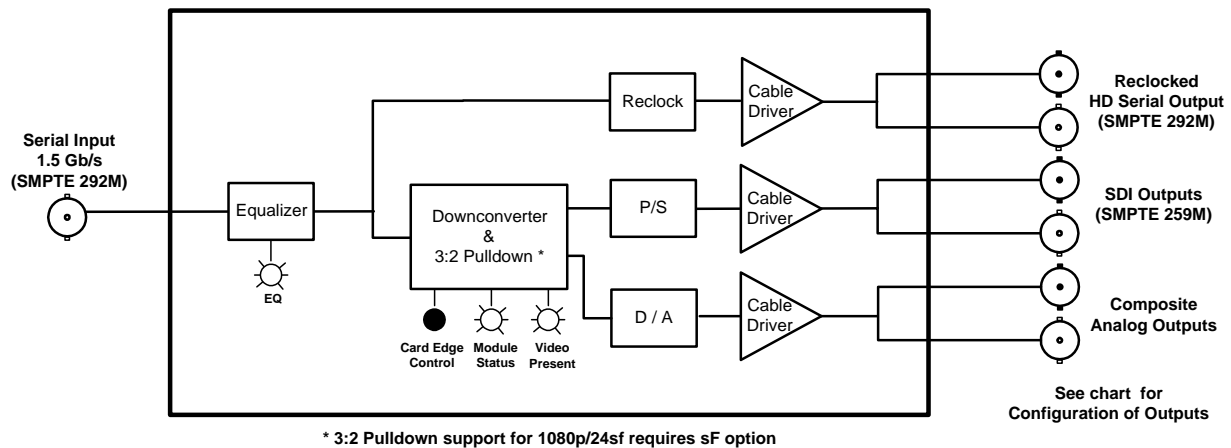 Serial Input
1.5 Gb/s
(SMPTE 292M)
Equalizer
EQ
Reclock
Cable
Driver
Reclocked
HD Serial Output
(SMPTE 292M)
Downconverter
&
3:2 Pulldown *
P/S
Cable
Driver
SDI Outputs
(SMPTE 259M)
Card Edge
Control
Module
Status
Video
Present
D / A
Cable
Driver
Composite
Analog Outputs
See chart for
Configuration of Outputs
* 3:2 Pulldown support for 1080p/24sf requires sF option